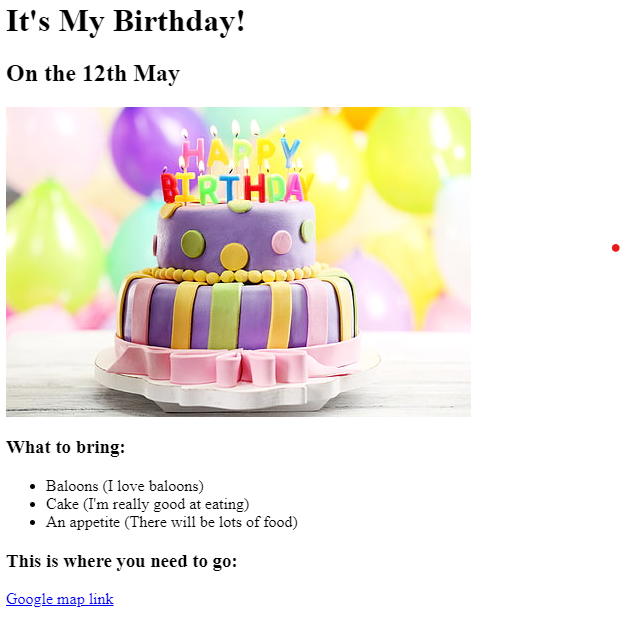 It's My Birthday!
On the 12th May
HAPPY
BIRTHDAY
What to bring:
Baloons (I love baloons)
Cake (I'm really good at eating)
An appetite (There will be lots of food)
This is where you need to go:
Google map link